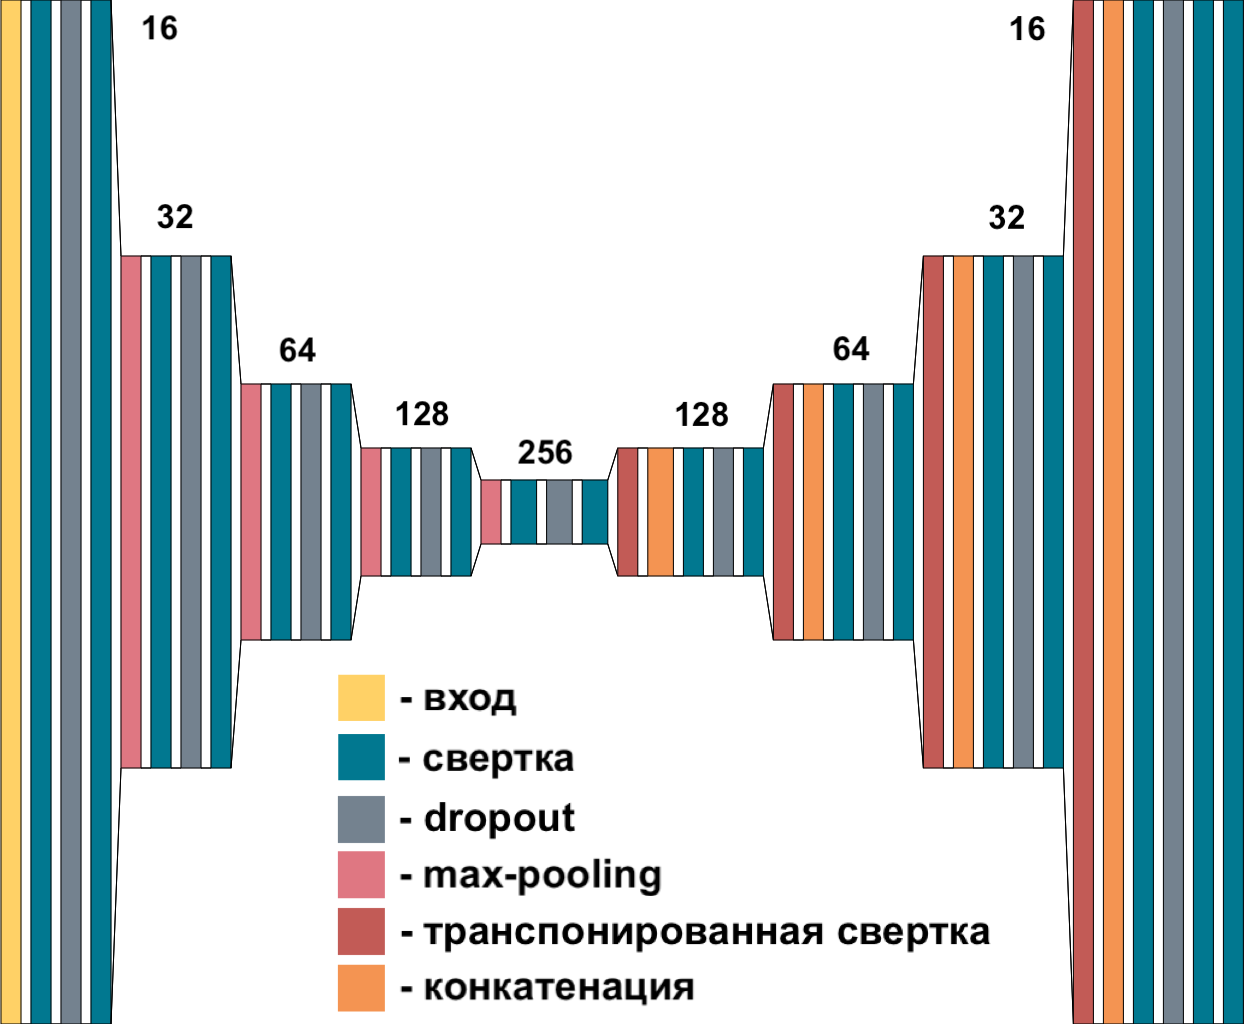 16
16
32
32
64
64
128
128
256
- вход
- свертка
- dropout
- max-pooling
- транспонированная свертка
- конкатенация